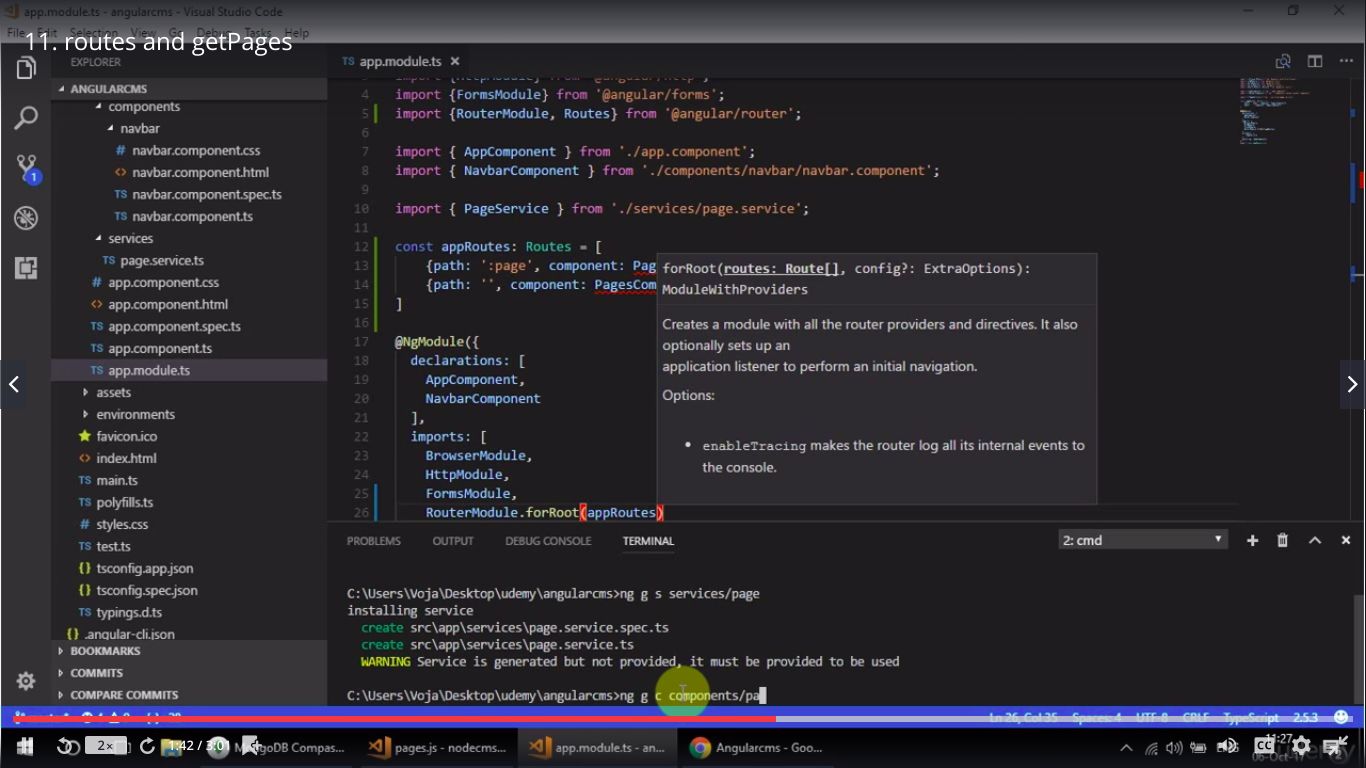 app.module.ts - angularcms - Visual Studio Code
File Edit Selection View Go Debug Tasks Help
11. routes and getPages
EXPLORER
ANGULARCMS
components
navbar
# navbar.component.css
<> navbar.component.html
TS navbar.component.spec.ts
TS navbar.component.ts
services
TS page.service.ts
# app.component.css
<> app.component.html
TS app.component.spec.ts
TS app.component.ts
TS app.module.ts
assets
environments
favicon.ico
<> index.html
TS main.ts
TS polyfills.ts
# styles.css
TS test.ts
{} tsconfig.app.json
{} tsconfig.spec.json
TS typings.d.ts
{} .angular-cli.json
BOOKMARKS
COMMITS
COMPARE COMMITS
1
TS app.module.ts ×
3 import {HttpModule} from '@angular/http';
4 import {FormsModule} from '@angular/forms';
5 import {RouterModule, Routes} from '@angular/router';
6
7 import { AppComponent } from './app.component';
8 import { NavbarComponent } from './components/navbar/navbar.component';
9
10 import { PageService } from './services/page.service';
11
12 const appRoutes: Routes = [
13 {path: ':page', component: Pag
14 {path: '', component: PagesCom
15 ]
16
17 @NgModule({
18 declarations: [
19 AppComponent,
20 NavbarComponent
21 ],
22 imports: [
23 BrowserModule,
24 HttpModule,
25 FormsModule,
26 RouterModule.forRoot(appRoutes)
forRoot(routes: Route[], config?: ExtraOptions):
ModuleWithProviders
Creates a module with all the router providers and directives. It also
optionally sets up an
application listener to perform an initial navigation.
Options:
• enableTracing makes the router log all its internal events to
the console.
PROBLEMS OUTPUT DEBUG CONSOLE TERMINAL
2: cmd
C:\Users\Voja\Desktop\udemy\angularcms>ng g s services/page
installing service
create src\app\services\page.service.spec.ts
create src\app\services\page.service.ts
WARNING Service is generated but not provided, it must be provided to be used
C:\Users\Voja\Desktop\udemy\angularcms>ng g c components/pa
Ln 26, Col 35 Spaces: 4 UTF-8 CRLF TypeScript 2.5.3
2x
1:42 / 3:01
MongoDB Compas...
pages.js - nodecms...
app.module.ts - an...
Angularcms - Goo...
CC
11:27
06-Oct-17